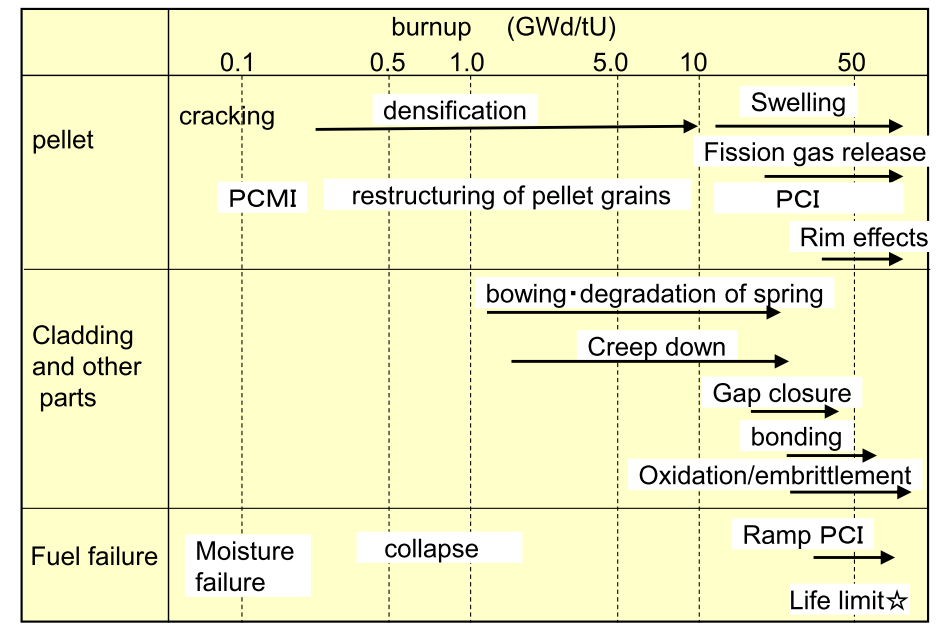 burnup (GWd/tU)
0.1 0.5 1.0 5.0 10 50
pellet
cracking
densification
Swelling
Fission gas release
PCMI
restructuring of pellet grains
PCI
Rim effects
Cladding
and other
parts
bowing・degradation of spring
Creep down
Gap closure
bonding
Oxidation/embrittlement
Fuel failure
Moisture
failure
collapse
Ramp PCI
Life limit☆